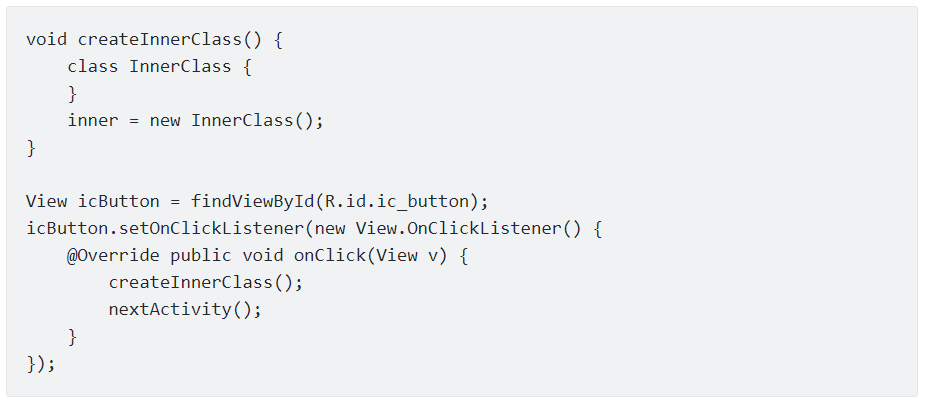 void createInnerClass() {
    class InnerClass {
    }
    inner = new InnerClass();
}

View icButton = findViewById(R.id.ic_button);
icButton.setOnClickListener(new View.OnClickListener() {
    @Override public void onClick(View v) {
        createInnerClass();
        nextActivity();
    }
});